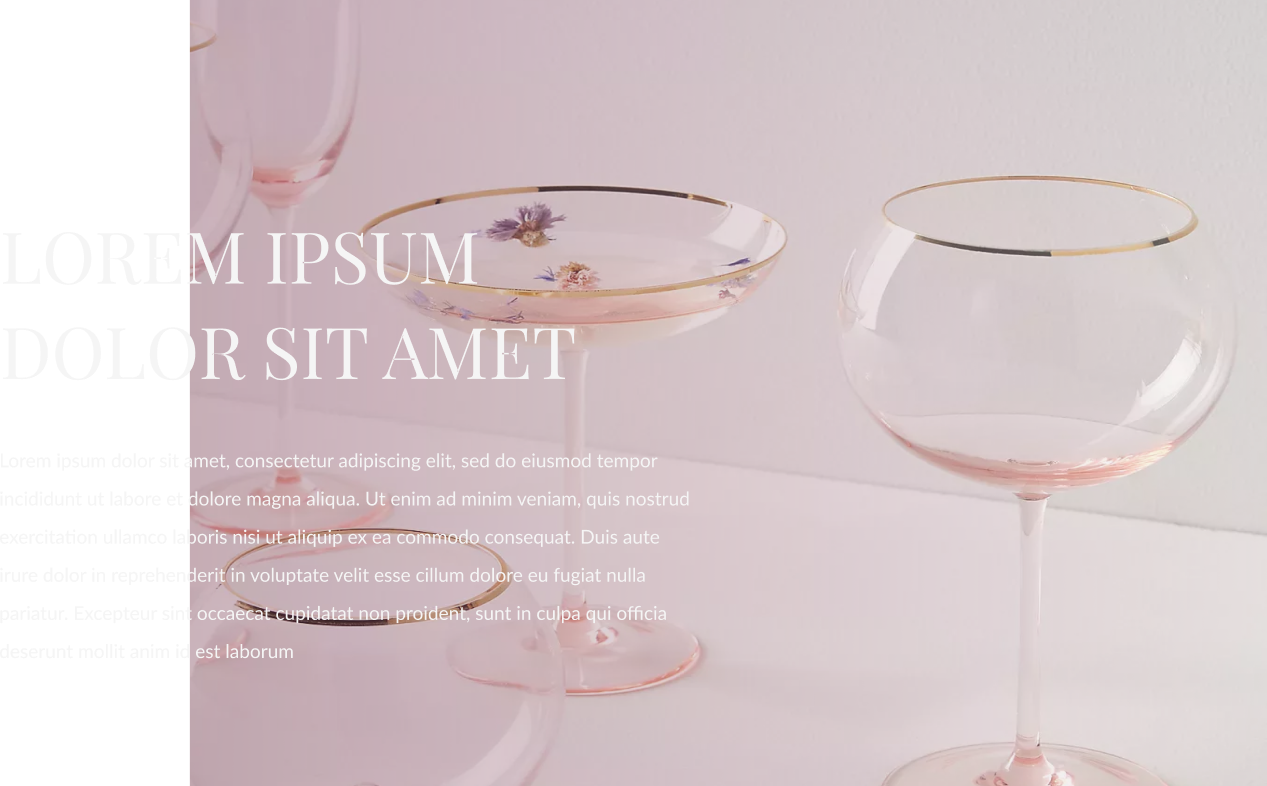 LOREM IPSUM
DOLOR SIT AMET
Lorem ipsum dolor sit amet, consectetur adipiscing elit, sed do eiusmod tempor
incididunt ut labore et dolore magna aliqua. Ut enim ad minim veniam, quis nostrud
exercitation ullamco laboris nisi ut aliquip ex ea commodo consequat. Duis aute
irure dolor in reprehenderit in voluptate velit esse cillum dolore eu fugiat nulla
pariatur. Excepteur sint occaecat cupidatat non proident, sunt in culpa qui officia
deserunt mollit anim id est laborum